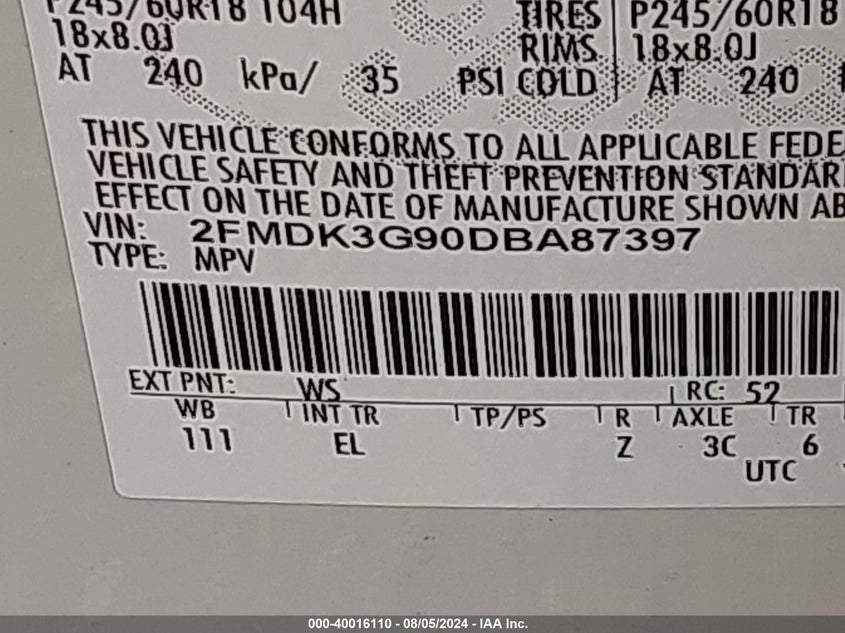 P245/60R18 104H TIRES P245/60R18
18x8.0J RIMS 18x8.0J
AT 240 kPa/ 35 PSI COLD AT 240
THIS VEHICLE CONFORMS TO ALL APPLICABLE FEDE
VEHICLE SAFETY AND THEFT PREVENTION STANDAR
EFFECT ON THE DATE OF MANUFACTURE SHOWN AB
VIN: 2FMDK3G90DBA87397
TYPE: MPV
EXT PNT: WS RC: 52
WB INT TR TP/PS R AXLE TR
111 EL Z 3C 6
UTC
000-40016110 - 08/05/2024 - IAA Inc.